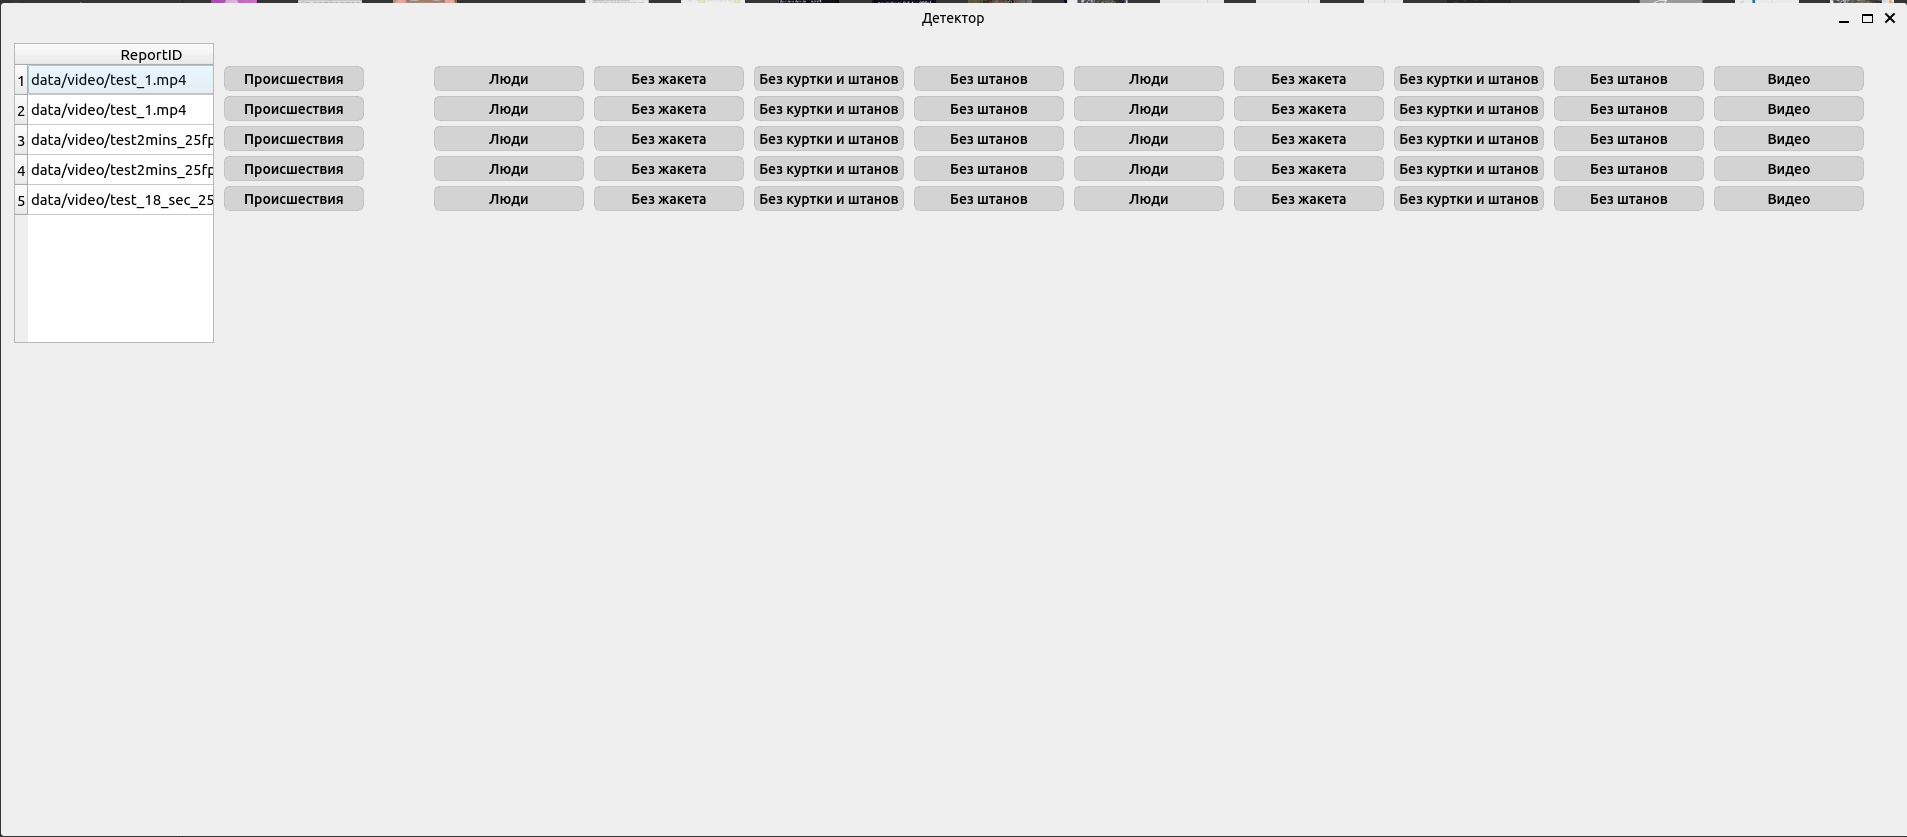 Детектор
ReportID
1 data/video/test_1.mp4 Происшествия Люди Без жакета Без куртки и штанов Без штанов Люди Без жакета Без куртки и штанов Без штанов Видео
2 data/video/test_1.mp4 Происшествия Люди Без жакета Без куртки и штанов Без штанов Люди Без жакета Без куртки и штанов Без штанов Видео
3 data/video/test2mins_25fp Происшествия Люди Без жакета Без куртки и штанов Без штанов Люди Без жакета Без куртки и штанов Без штанов Видео
4 data/video/test2mins_25fp Происшествия Люди Без жакета Без куртки и штанов Без штанов Люди Без жакета Без куртки и штанов Без штанов Видео
5 data/video/test_18_sec_25 Происшествия Люди Без жакета Без куртки и штанов Без штанов Люди Без жакета Без куртки и штанов Без штанов Видео